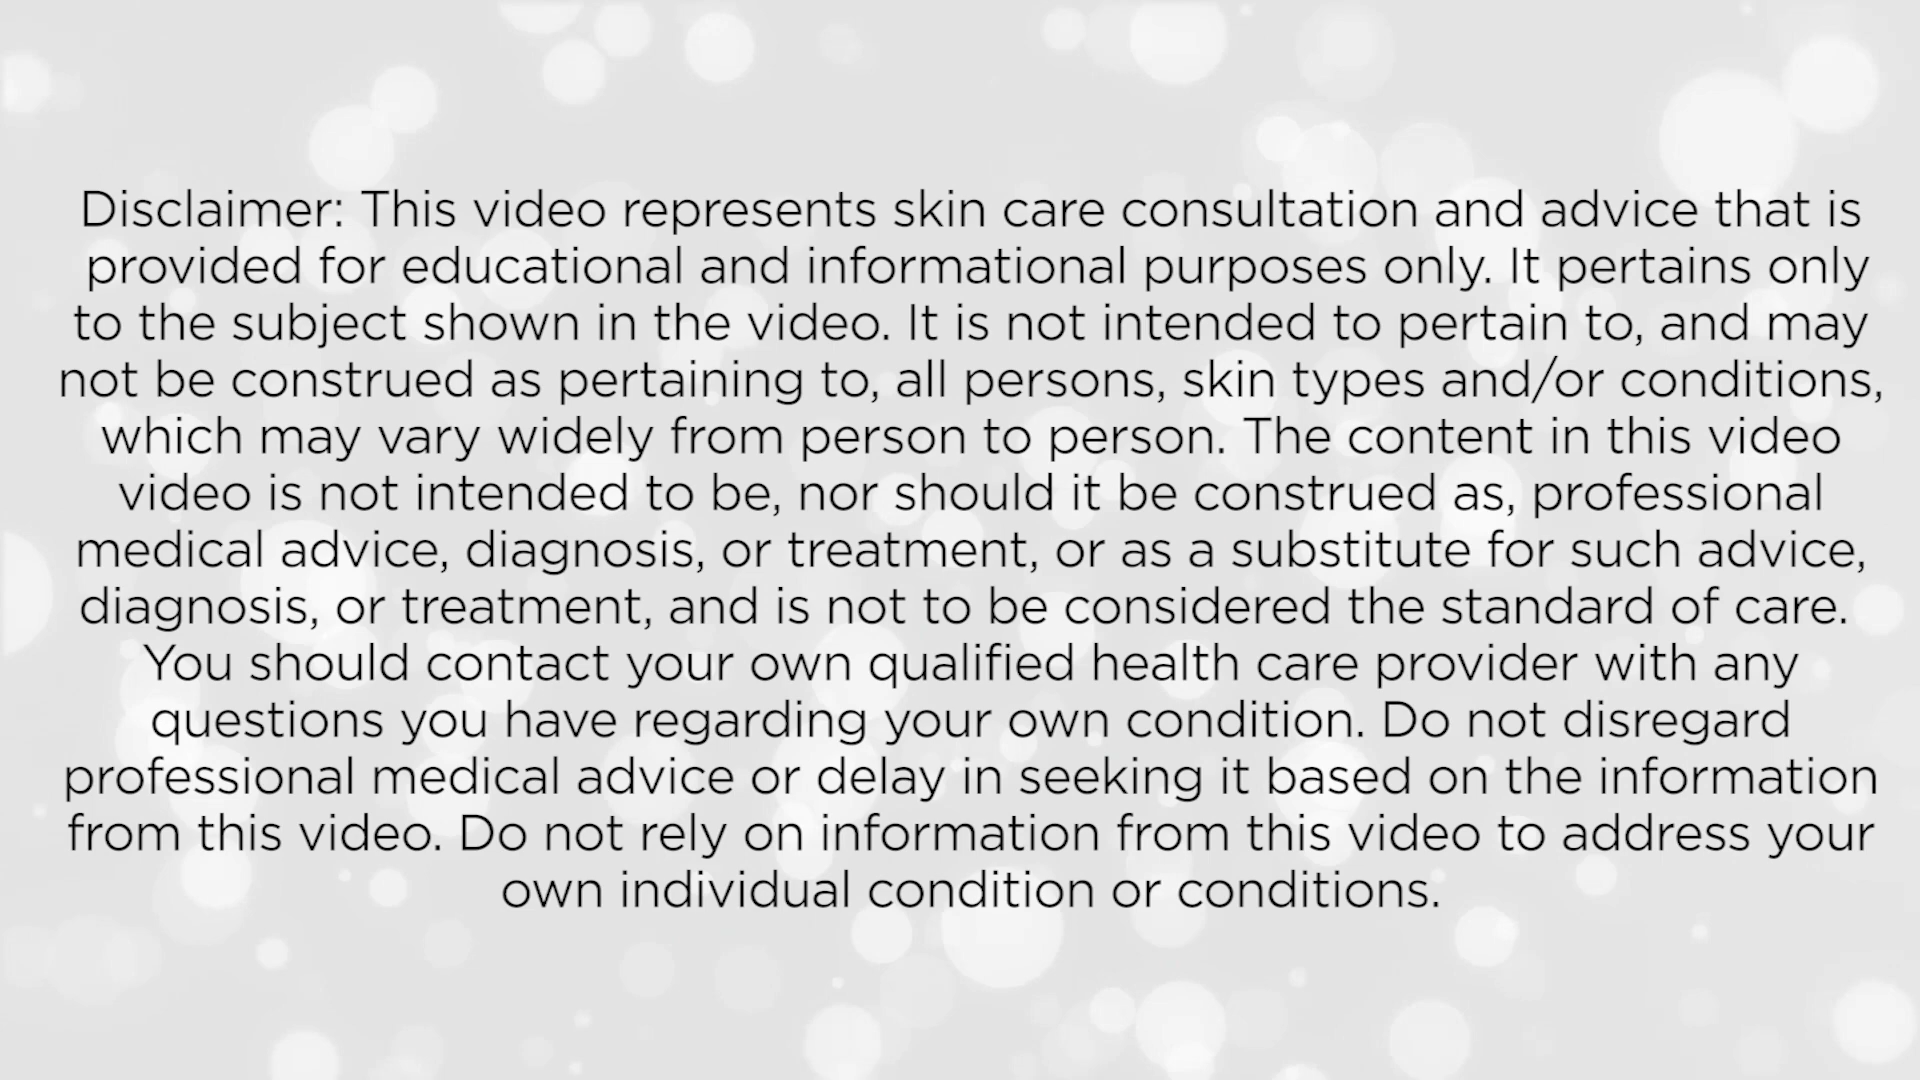 Disclaimer: This video represents skin care consultation and advice that is
provided for educational and informational purposes only. It pertains only
to the subject shown in the video. It is not intended to pertain to, and may
not be construed as pertaining to, all persons, skin types and/or conditions,
which may vary widely from person to person. The content in this video
video is not intended to be, nor should it be construed as, professional
medical advice, diagnosis, or treatment, or as a substitute for such advice,
diagnosis, or treatment, and is not to be considered the standard of care.
You should contact your own qualified health care provider with any
questions you have regarding your own condition. Do not disregard
professional medical advice or delay in seeking it based on the information
from this video. Do not rely on information from this video to address your
own individual condition or conditions.